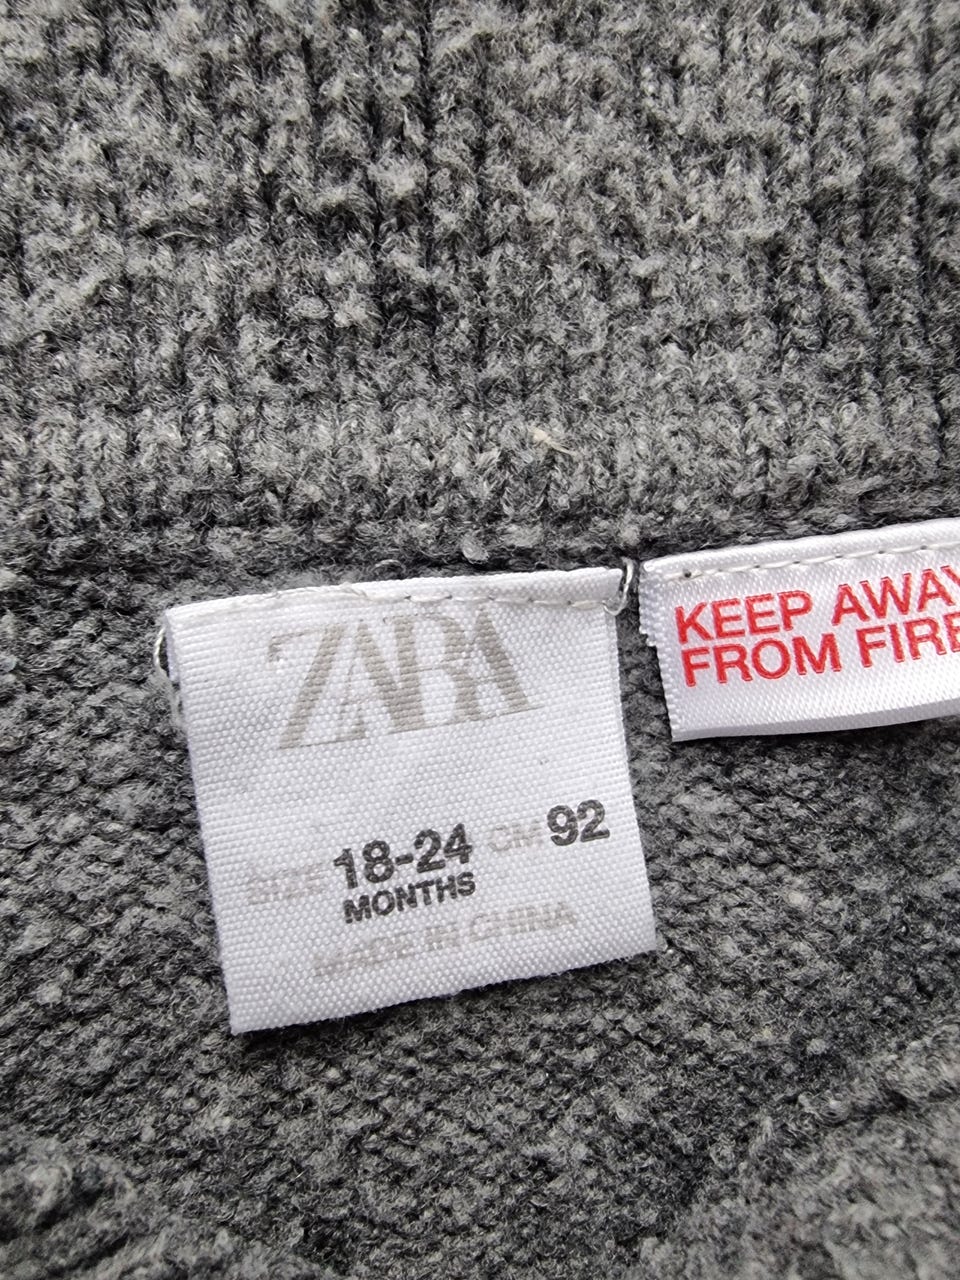 ZARA
SIZE 18-24 CM 92
MONTHS
MADE IN CHINA
KEEP AWAY
FROM FIRE